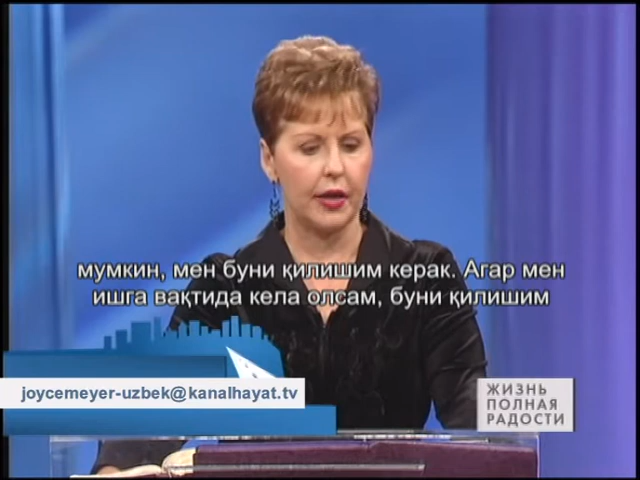 мумкин, мен буни қилишим керак. Агар мен
ишга вақтида кела олсам, буни қилишим
joycemeyer-uzbek@kanalhayat.tv
ЖИЗНЬ
ПОЛНАЯ
РАДОСТИ